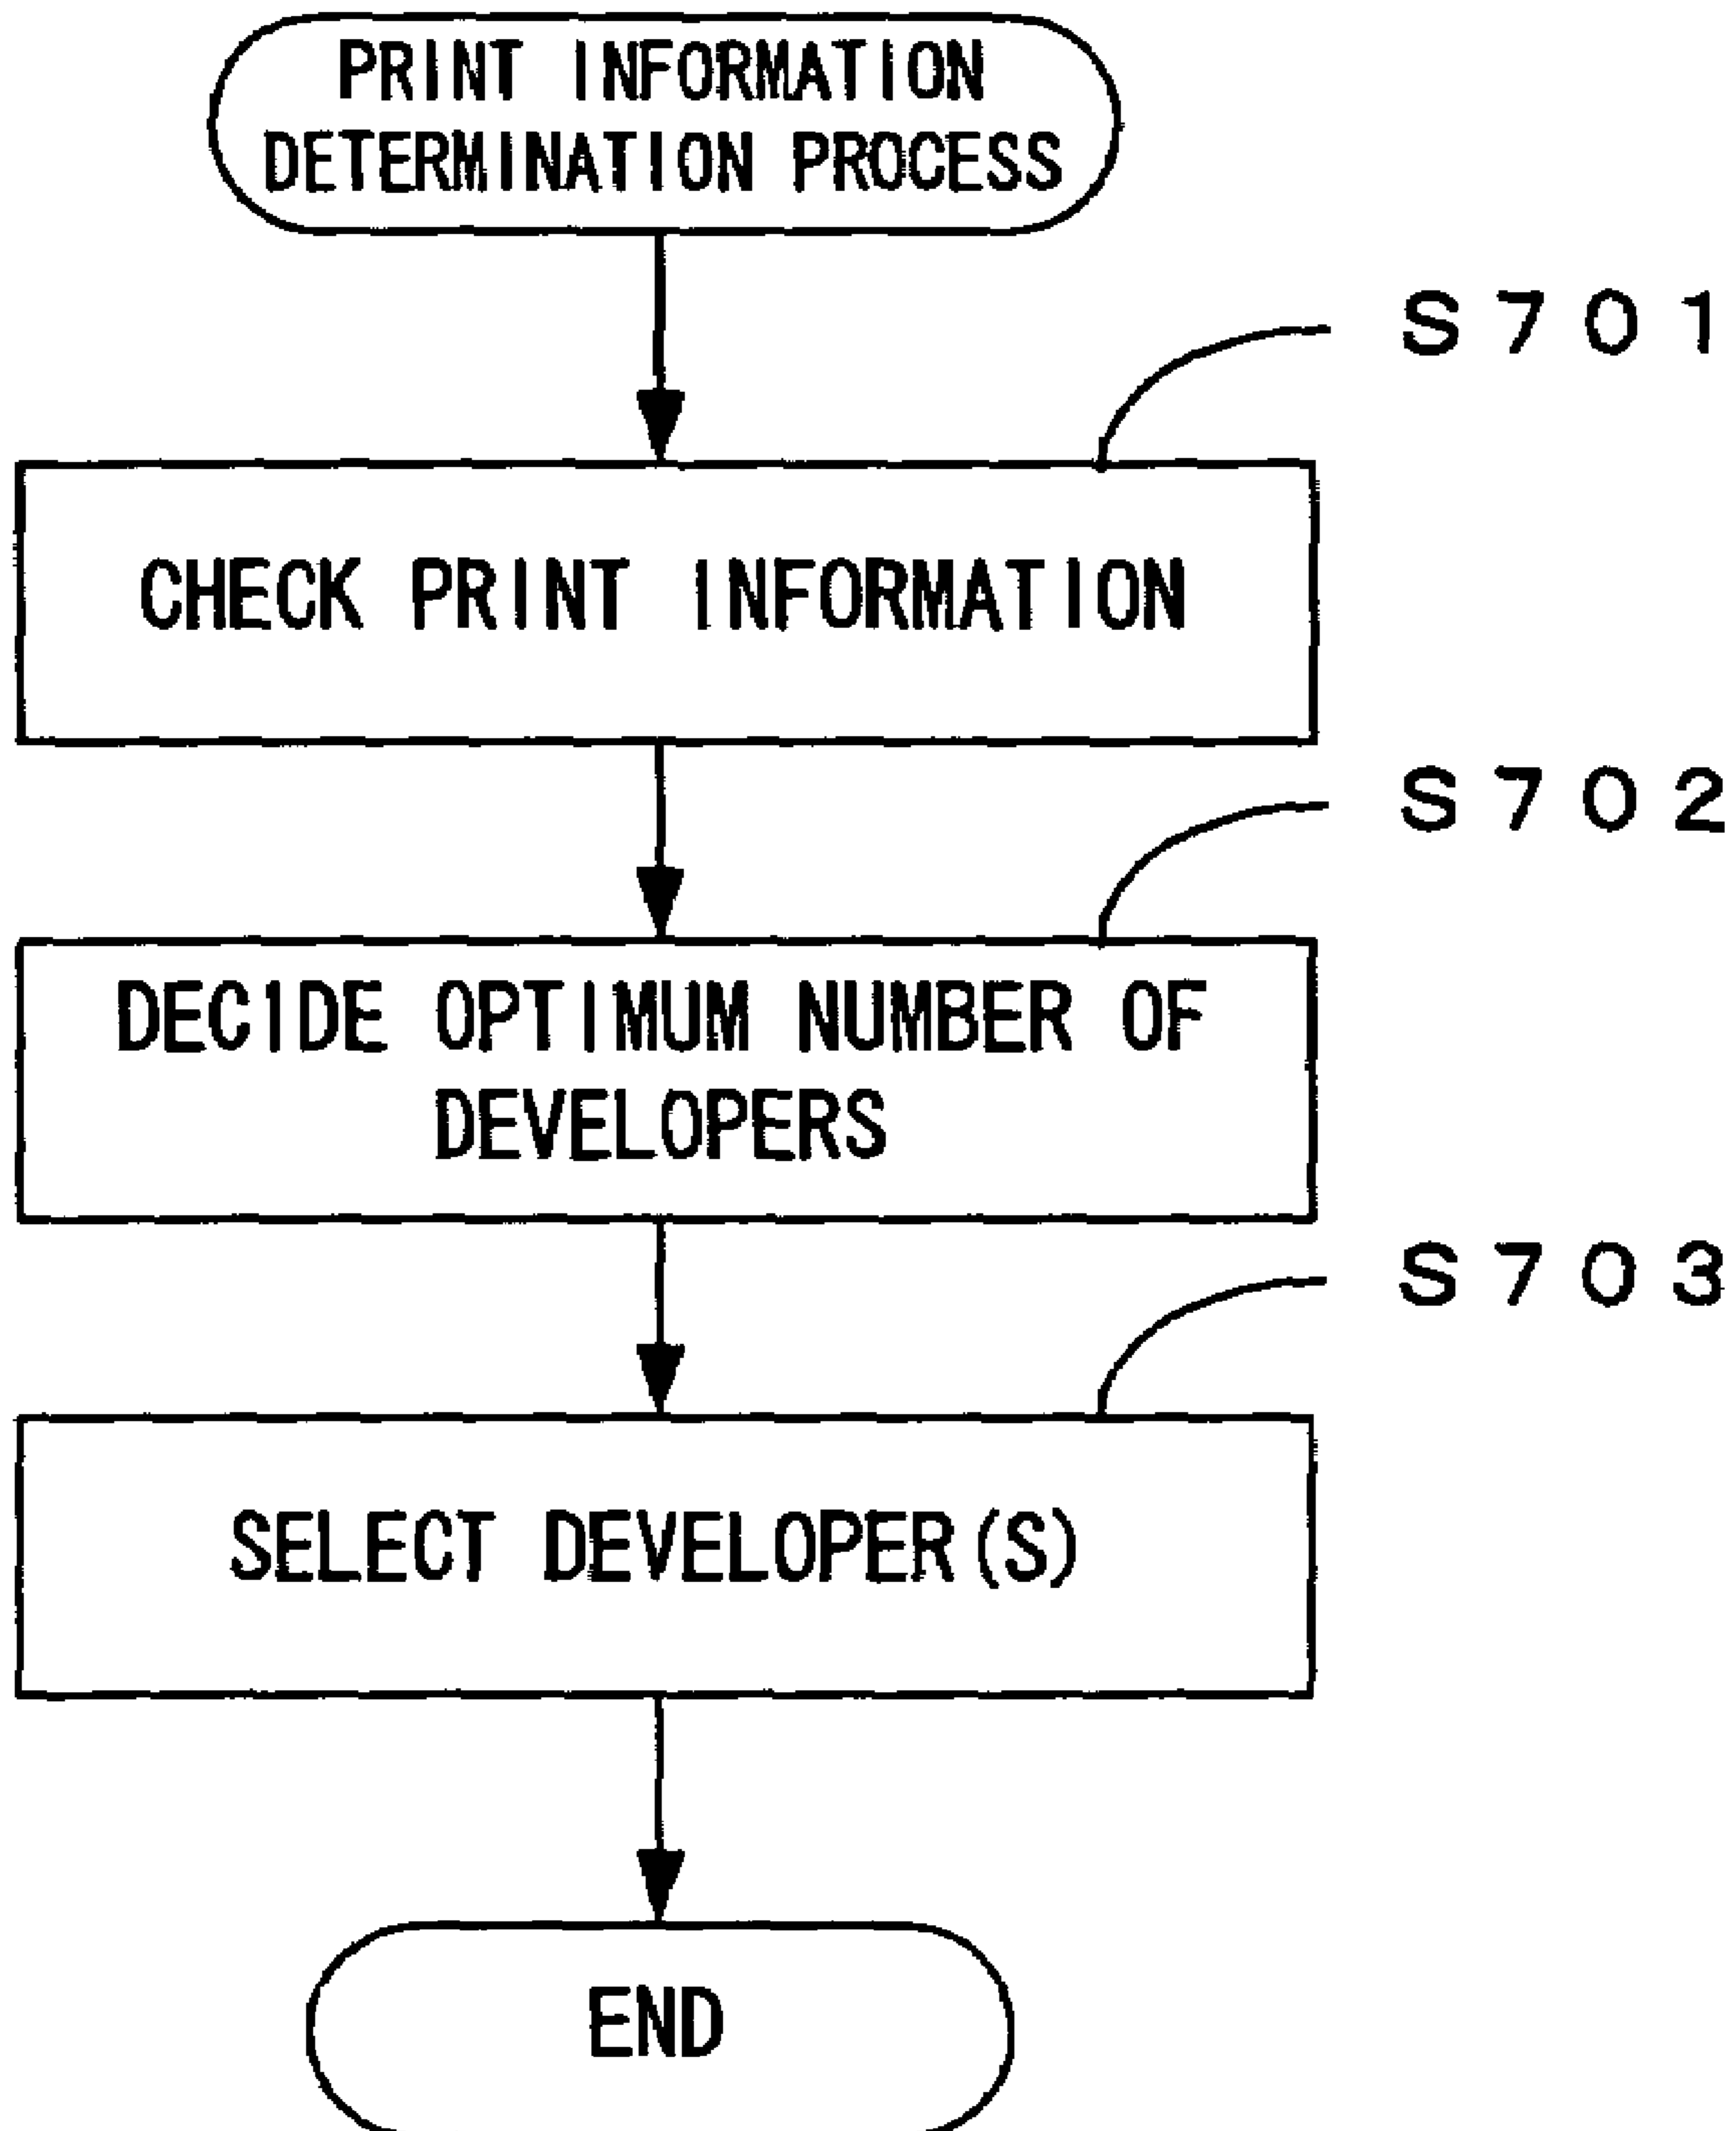 PRINT INFORMATION
DETERMINATION PROCESS
S701
CHECK PRINT INFORMATION
S702
DECIDE OPTIMUM NUMBER OF
DEVELOPERS
S703
SELECT DEVELOPER(S)
END